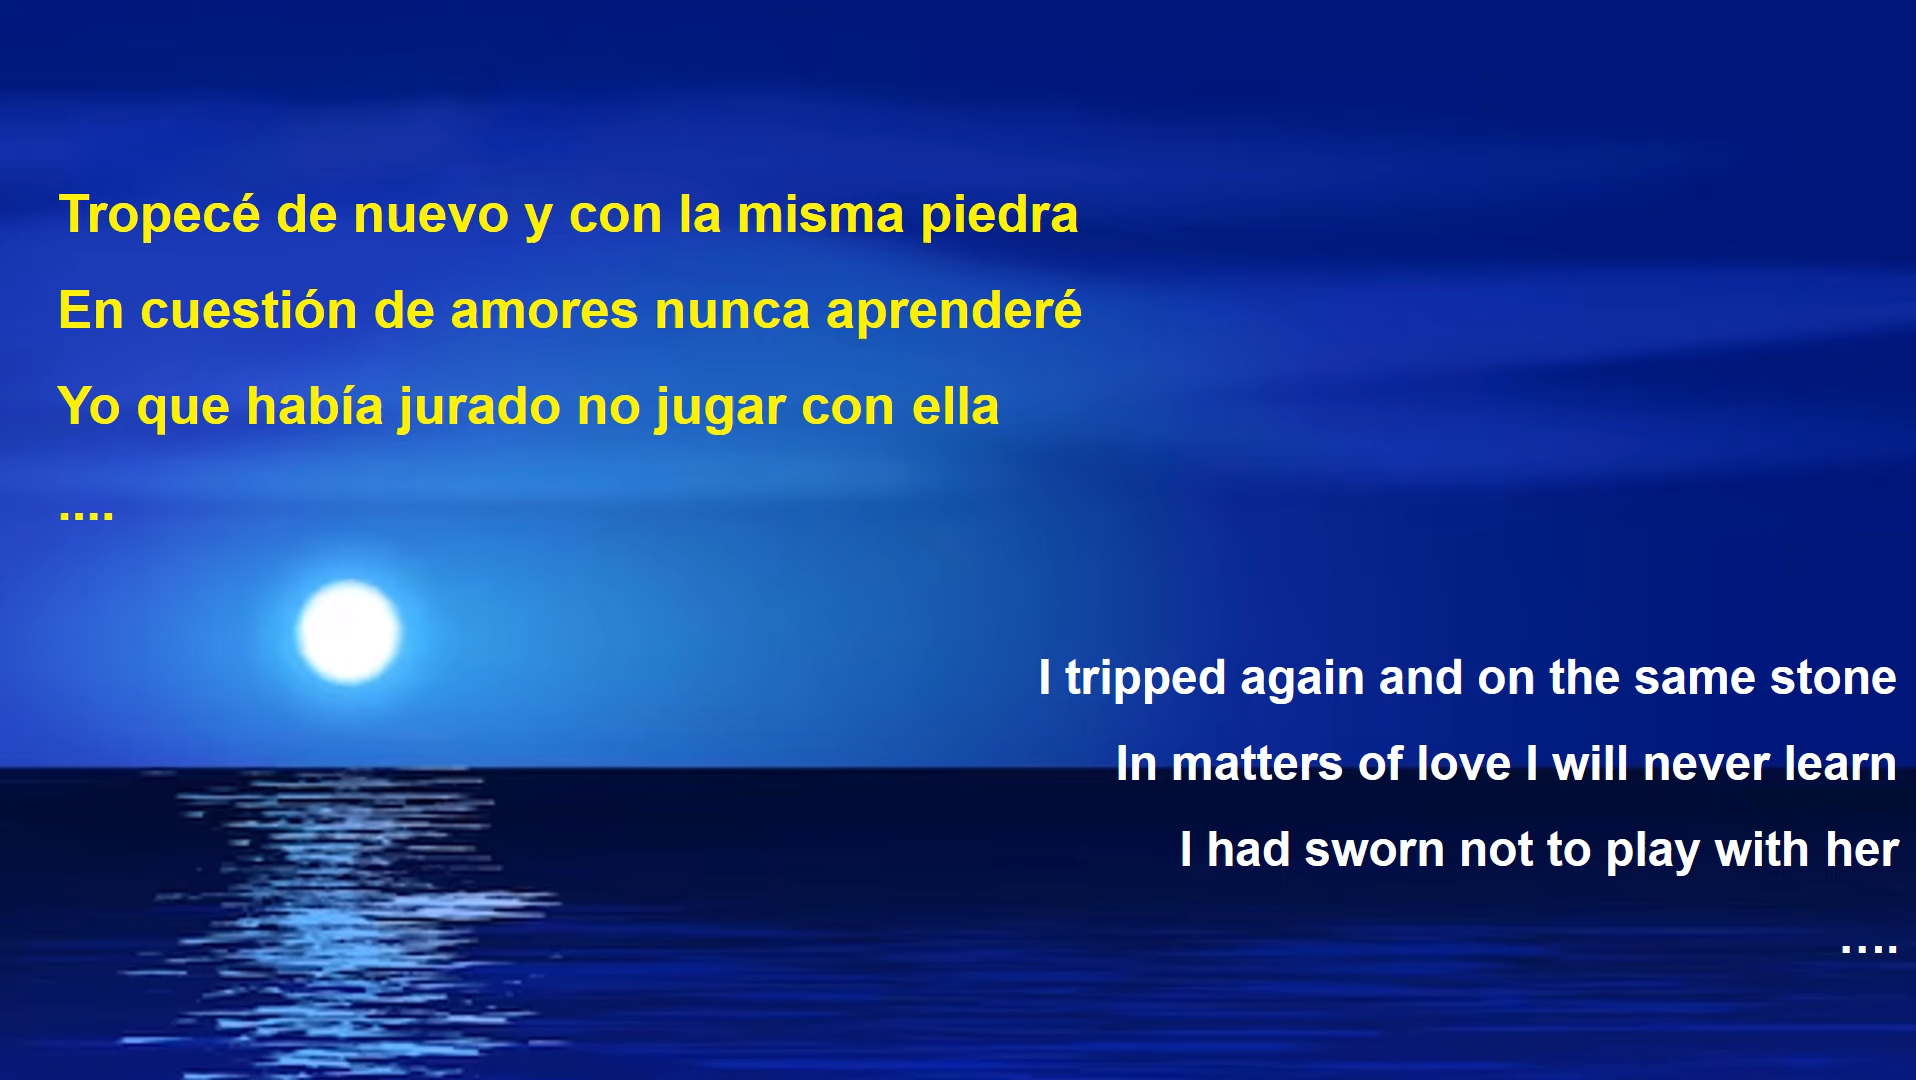 Tropecé de nuevo y con la misma piedra
En cuestión de amores nunca aprenderé
Yo que había jurado no jugar con ella
....
I tripped again and on the same stone
In matters of love I will never learn
I had sworn not to play with her
....